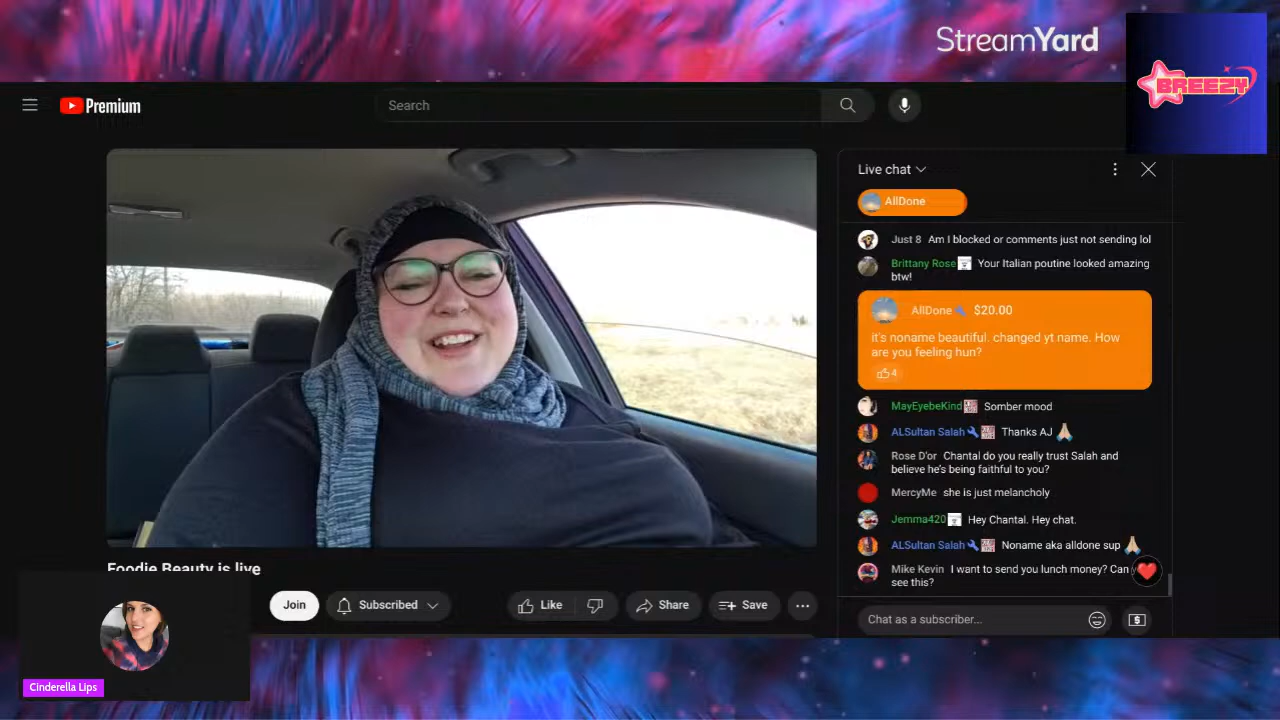 StreamYard
BREEZY
Premium
Search
Live chat
AllDone
Just 8 Am I blocked or comments just not sending lol
Brittany Rose Your Italian poutine looked amazing
btw!
AllDone $20.00
it's noname beautiful. changed yt name. How
are you feeling hun?
4
MayEyebeKind Somber mood
ALSultan Salah Thanks AJ 🙏🏼
Rose D'or Chantal do you really trust Salah and
believe he's being faithful to you?
MercyMe she is just melancholy
Jemma420 Hey Chantal. Hey chat.
ALSultan Salah Noname aka alldone sup 🙏🏼
Mike Kevin I want to send you lunch money? Can
see this?
Chat as a subscriber...
Foodie Beauty is live
Join
Subscribed
Like
Share
Save
Cinderella Lips